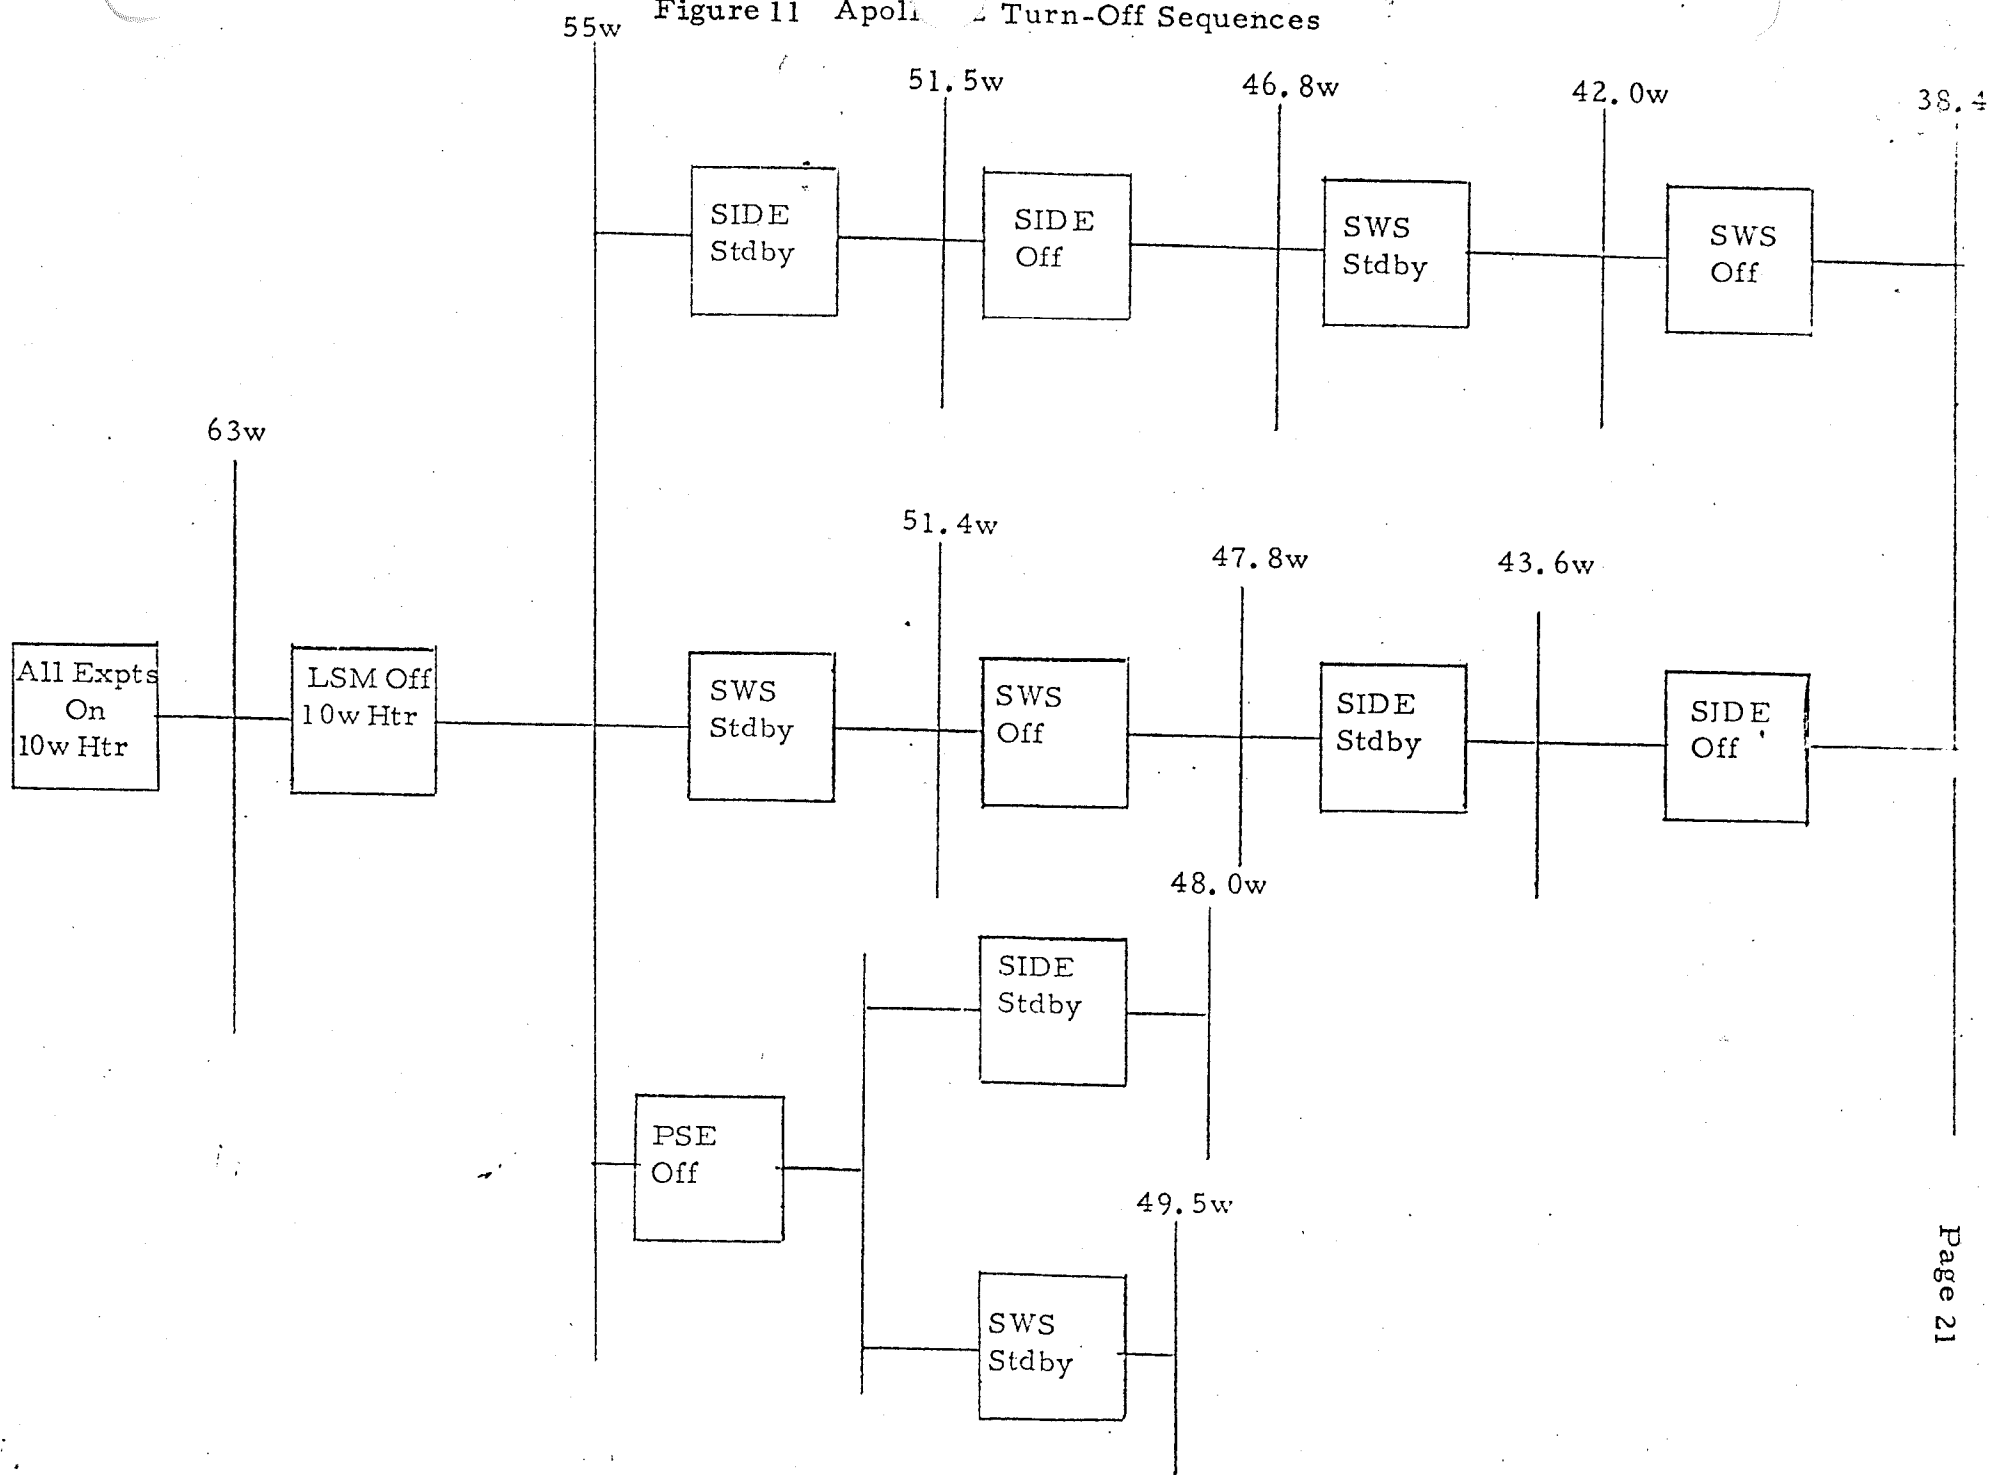 Figure 11 Turn-Off Sequences
55w
51.5w
46.8w
42.0w
38.4
SIDE
Stdby
SIDE
Off
SWS
Stdby
SWS
Off
63w
51.4w
47.8w
43.6w
All Expts
On
10w Htr
LSM Off
10w Htr
SWS
Stdby
SWS
Off
SIDE
Stdby
SIDE
Off
48.0w
SIDE
Stdby
PSE
Off
49.5w
SWS
Stdby
Page 21